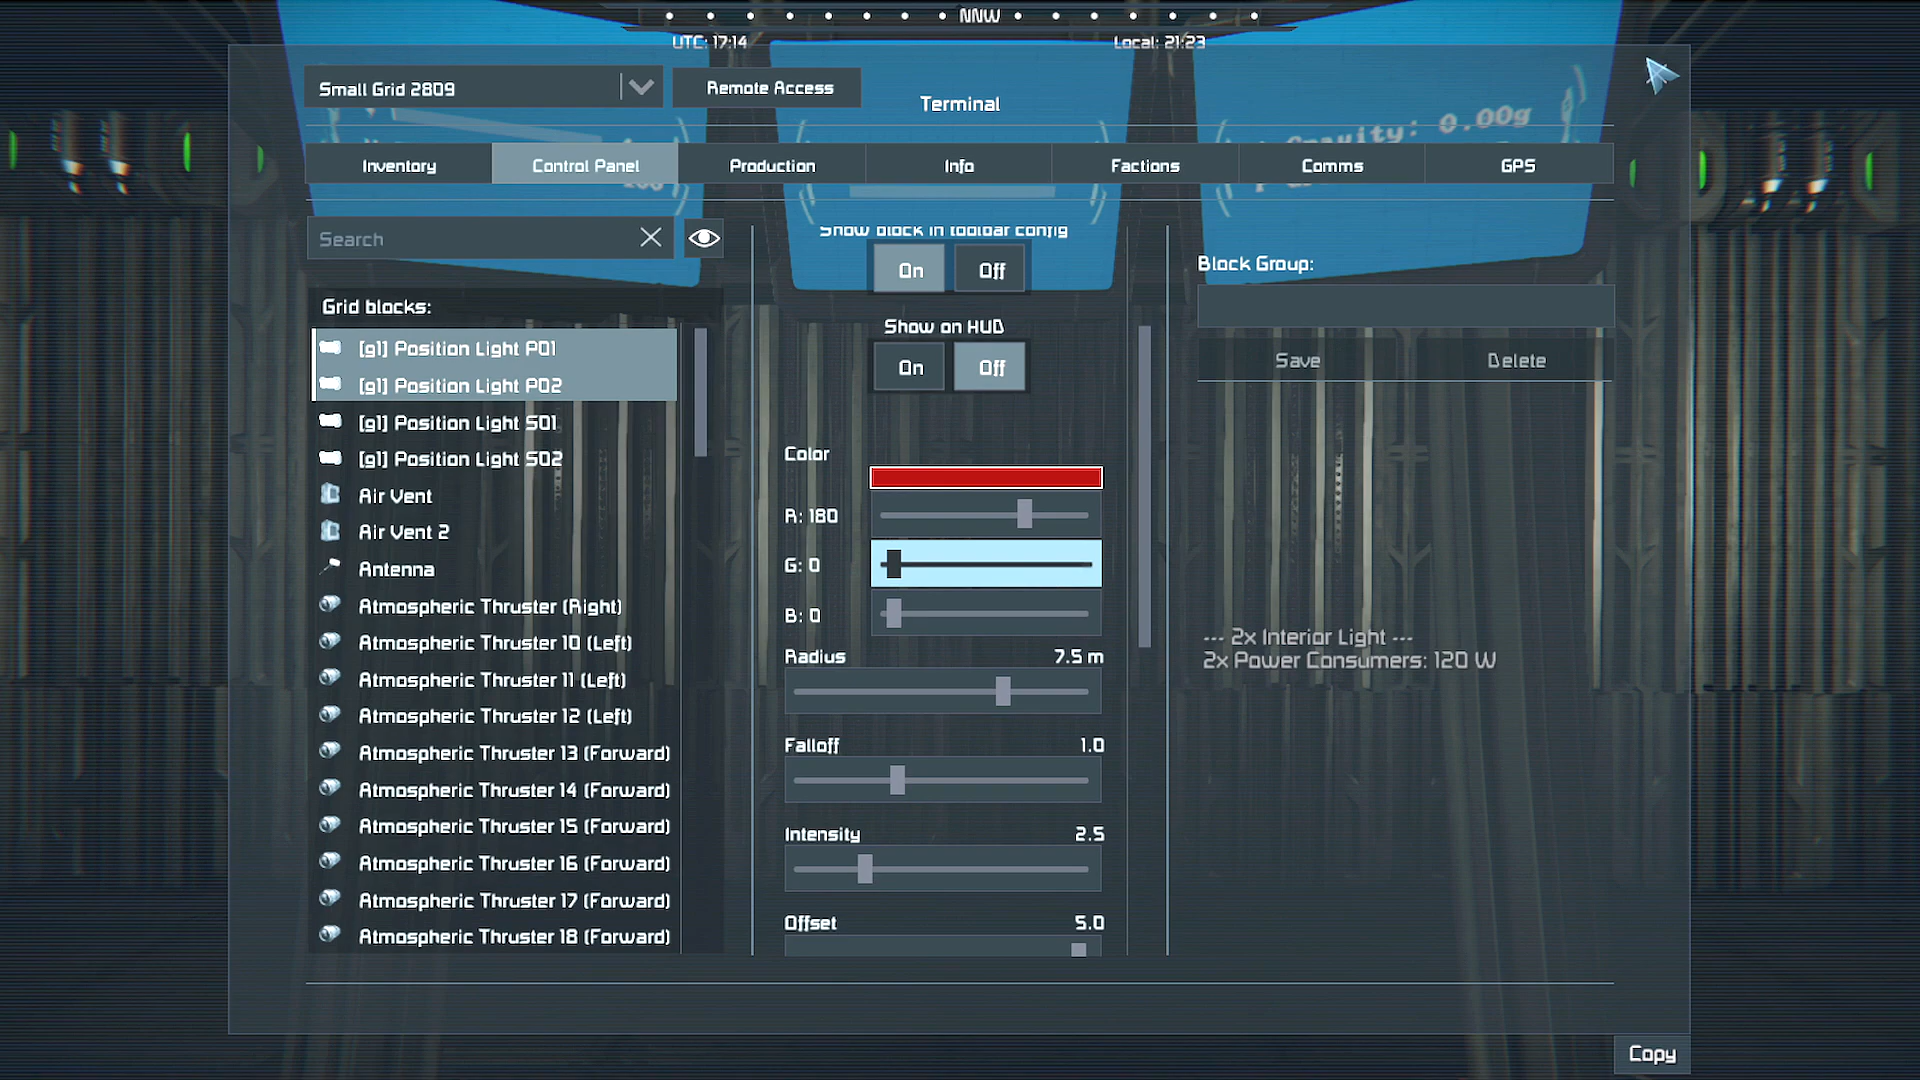 NNW
UTC: 17:14
Local: 21:23
Small Grid 2809
Remote Access
Terminal
Gravity: 0.00g
Inventory
Control Panel
Production
Info
Factions
Comms
GPS
Search
Show block in toolbar config
On
Off
Block Group:
Grid blocks:
Show on HUD
On
Off
Save
Delete
[g1] Position Light P01
[g1] Position Light P02
[g1] Position Light S01
[g1] Position Light S02
Air Vent
Air Vent 2
Antenna
Atmospheric Thruster (Right)
Atmospheric Thruster 10 (Left)
Atmospheric Thruster 11 (Left)
Atmospheric Thruster 12 (Left)
Atmospheric Thruster 13 (Forward)
Atmospheric Thruster 14 (Forward)
Atmospheric Thruster 15 (Forward)
Atmospheric Thruster 16 (Forward)
Atmospheric Thruster 17 (Forward)
Atmospheric Thruster 18 (Forward)
Color
R: 180
G: 0
B: 0
Radius 7.5 m
Falloff 1.0
Intensity 2.5
Offset 5.0
--- 2x Interior Light ---
2x Power Consumers: 120 W
Copy